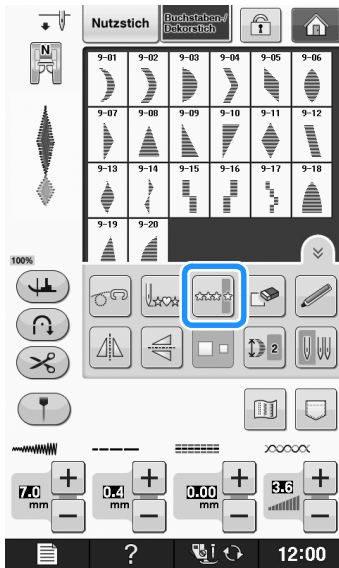 Nutzstich
Buchstaben-/
Dekorstich
N
9-01 9-02 9-03 9-04 9-05 9-06
9-07 9-08 9-09 9-10 9-11 9-12
9-13 9-14 9-15 9-16 9-17 9-18
9-19 9-20
100%
2
7.0 mm 0.4 mm 0.00 mm 3.6
? 12:00